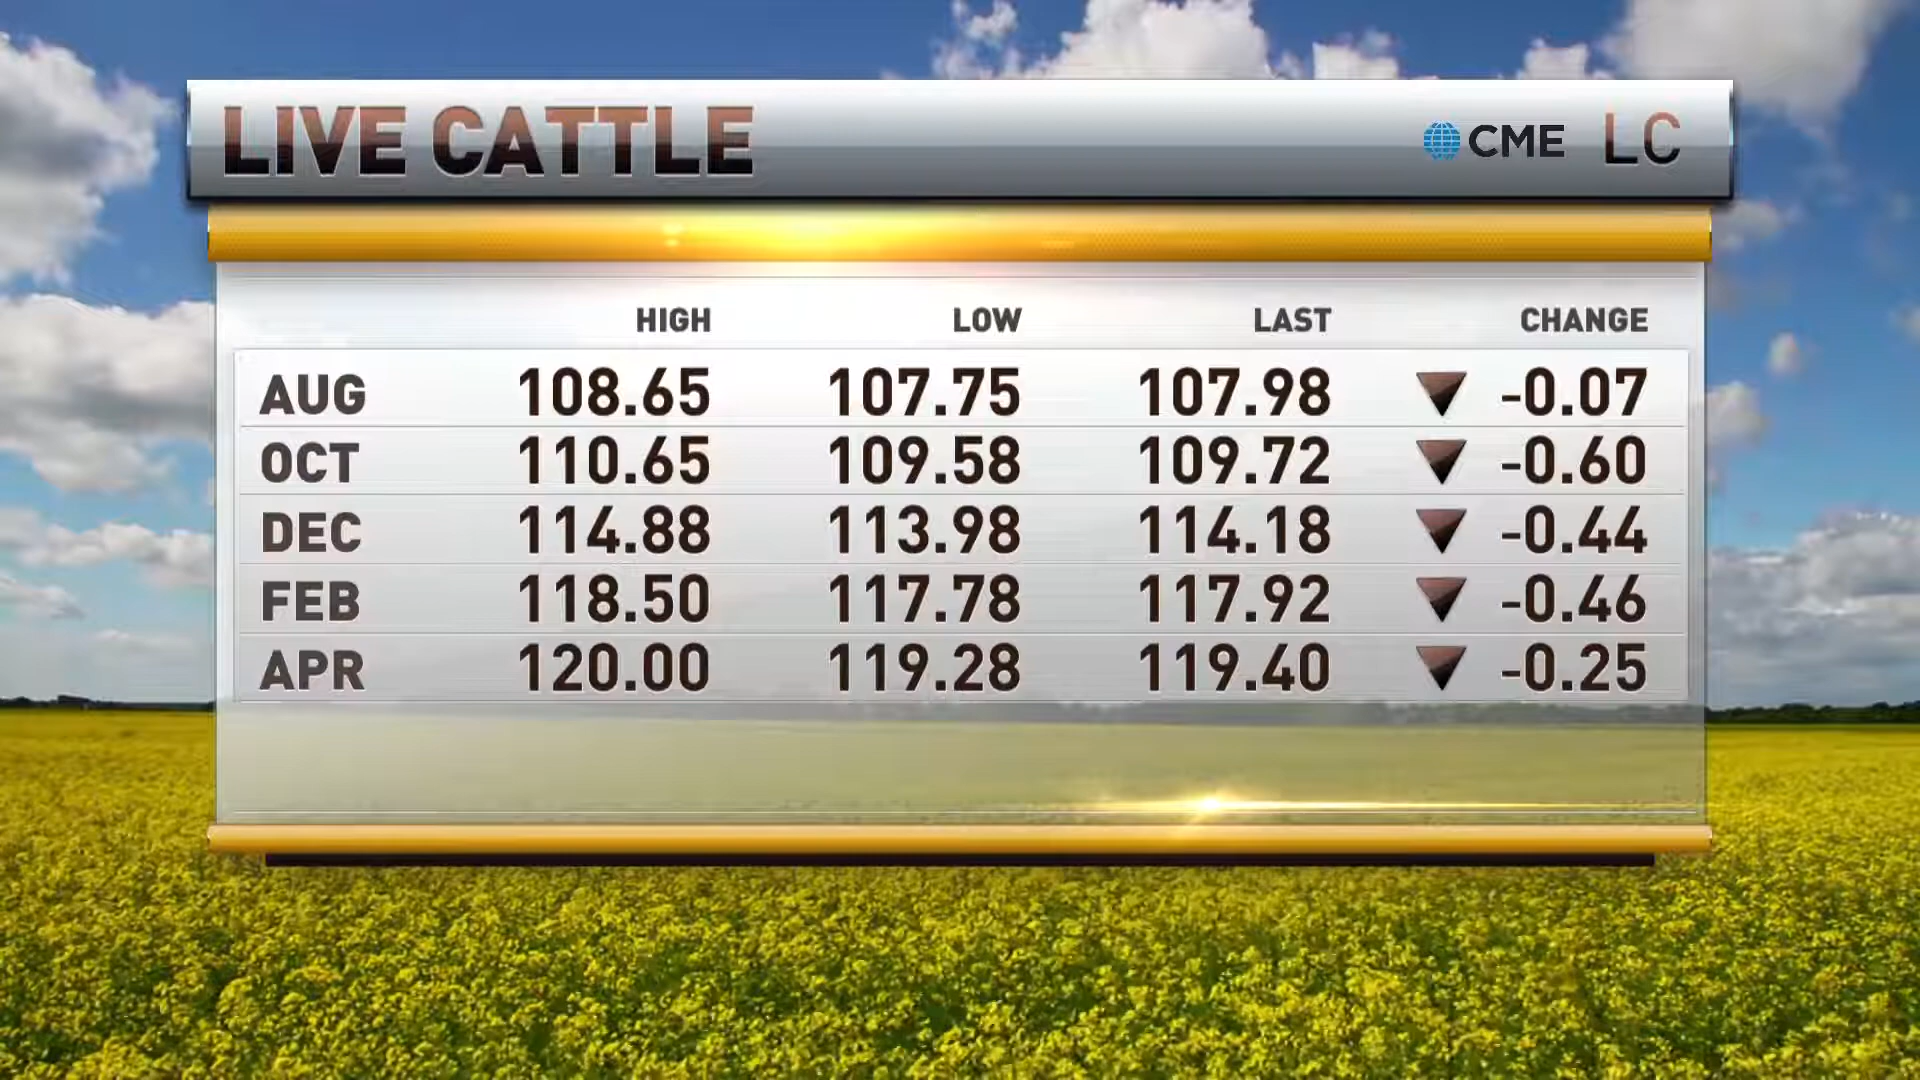 LIVE CATTLE CME LC
HIGH LOW LAST CHANGE
AUG 108.65 107.75 107.98 ▼ -0.07
OCT 110.65 109.58 109.72 ▼ -0.60
DEC 114.88 113.98 114.18 ▼ -0.44
FEB 118.50 117.78 117.92 ▼ -0.46
APR 120.00 119.28 119.40 ▼ -0.25